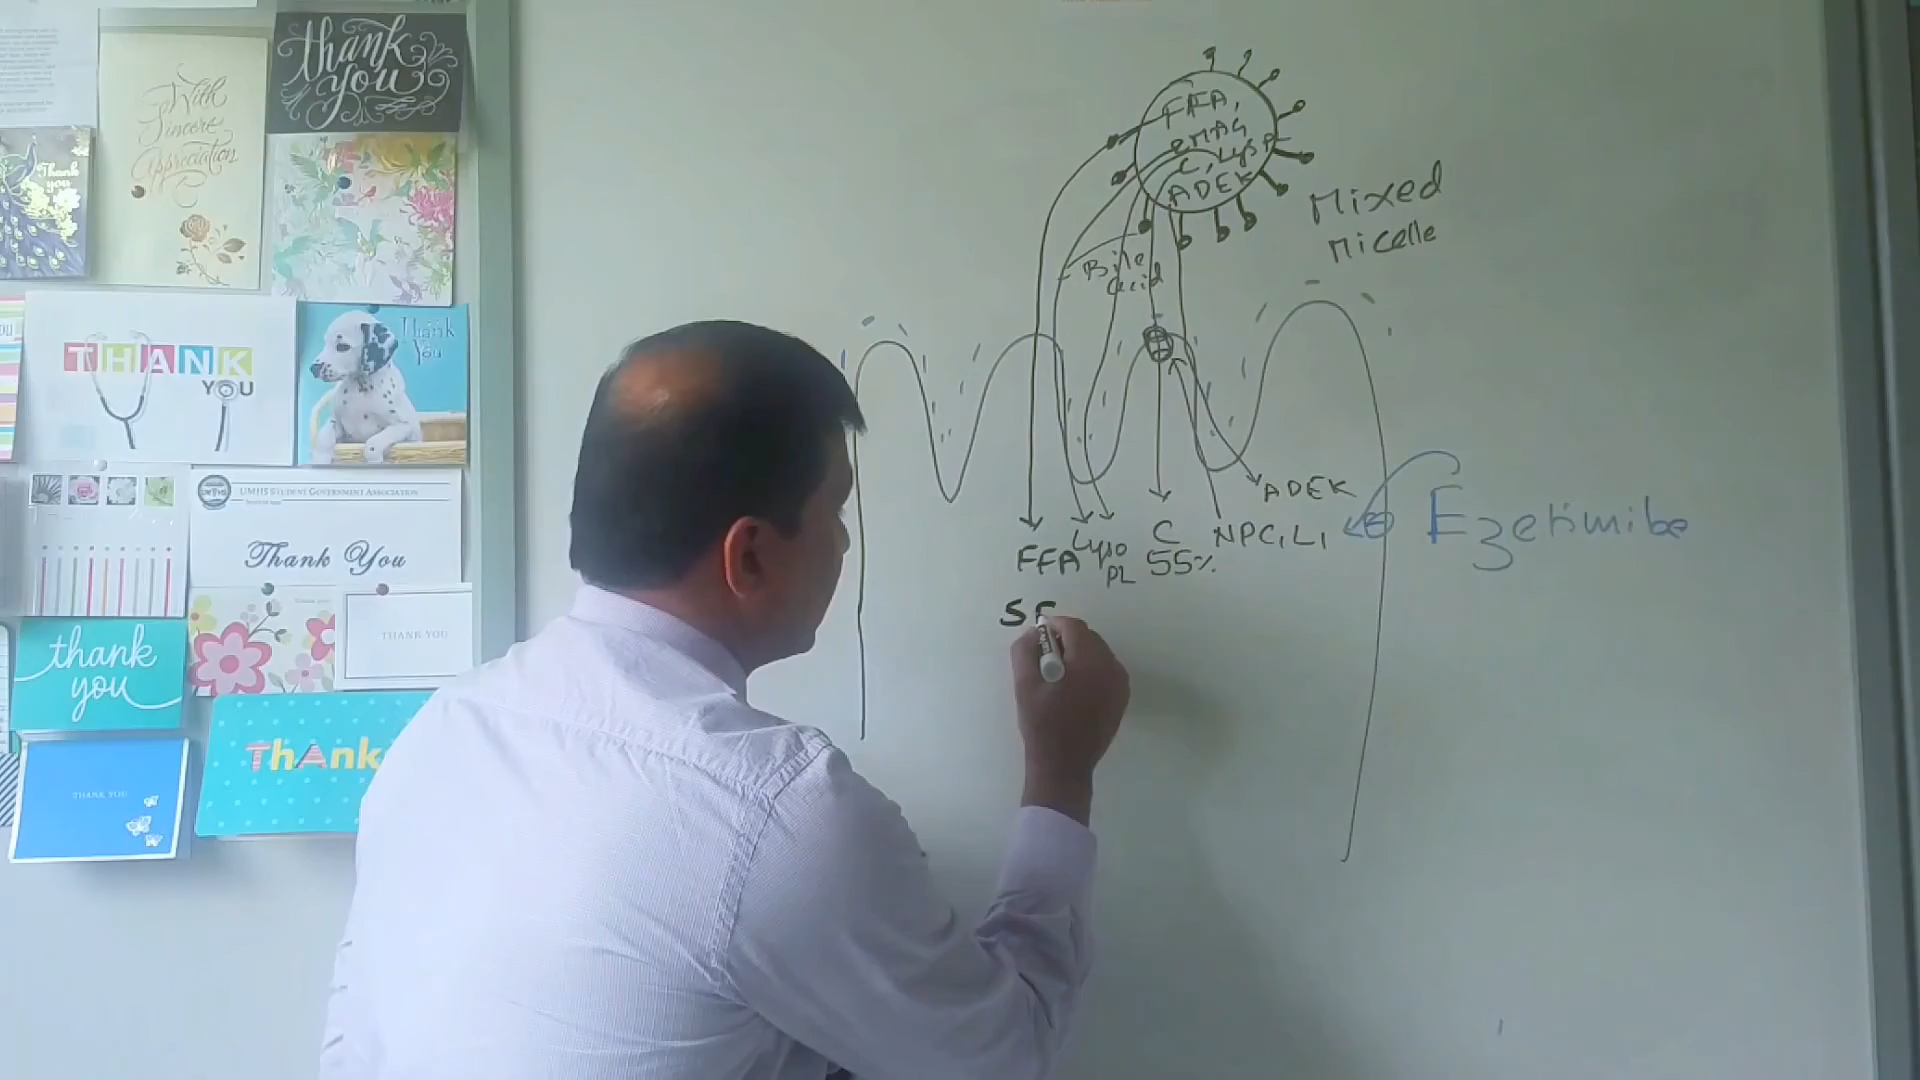 thank
you
With
Sincere
Appreciation
Thank
you
Thank
You
THANK
YOU
UMHS STUDENT GOVERNMENT ASSOCIATION
Thank You
THANK YOU
thank
you
Thank
THANK YOU
FFA,
2MAG
C, LysP
ADEK
Mixed
Micelle
Bile
acid
ADEK
FFA
Lyso
PL
C
55%
NPC1L1
Ezetimibe
S F